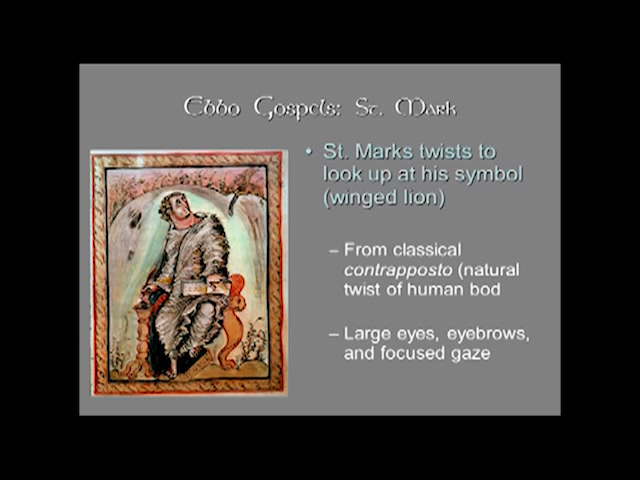 Ebbo Gospels: St. Mark
• St. Marks twists to
look up at his symbol
(winged lion)
– From classical
contrapposto (natural
twist of human bod
– Large eyes, eyebrows,
and focused gaze